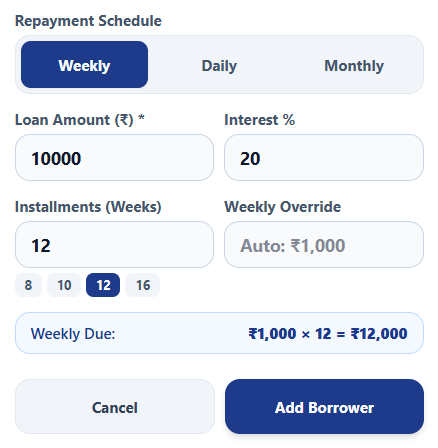 Repayment Schedule
Weekly Daily Monthly
Loan Amount (₹) * Interest %
10000 20
Installments (Weeks) Weekly Override
12 Auto: ₹1,000
8 10 12 16
Weekly Due: ₹1,000 × 12 = ₹12,000
Cancel Add Borrower